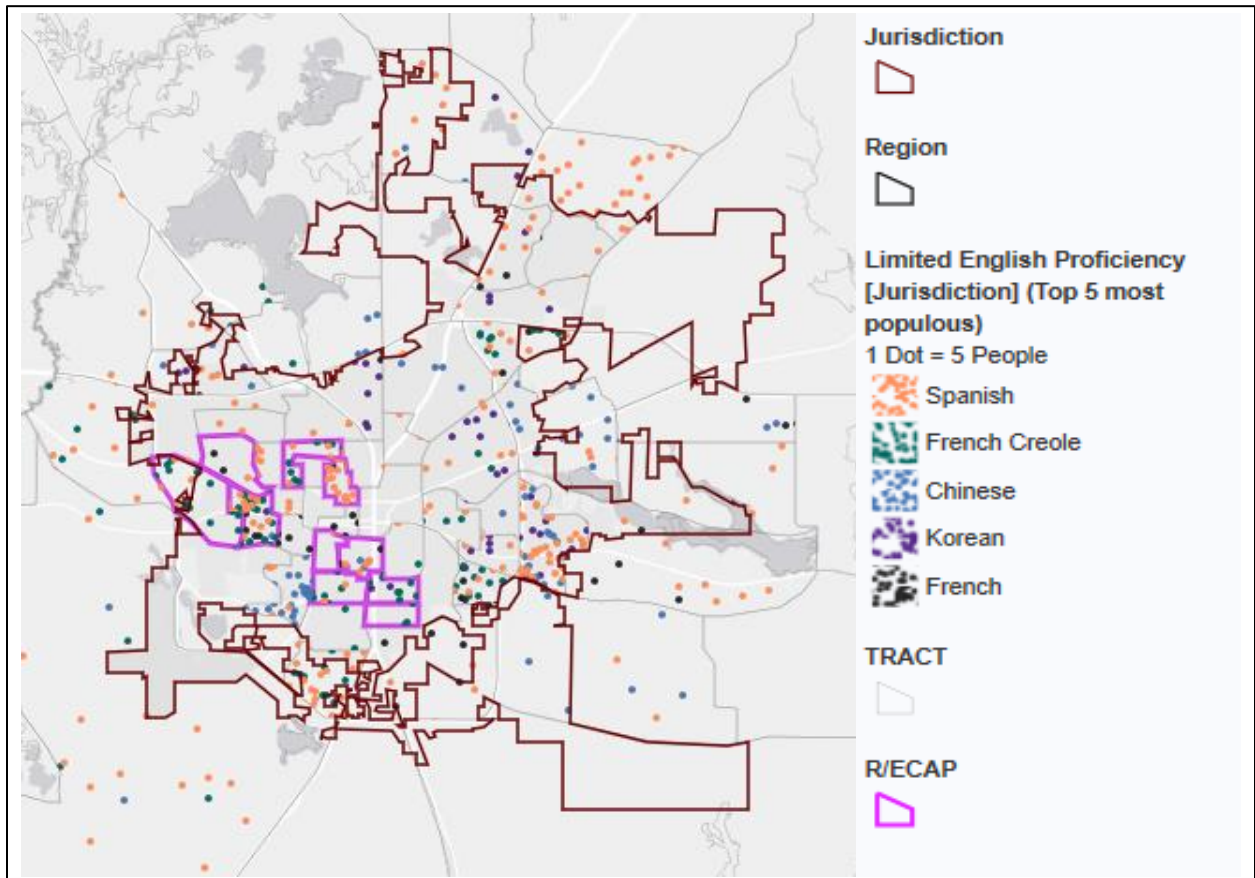 Jurisdiction
Region
Limited English Proficiency
[Jurisdiction] (Top 5 most
populous)
1 Dot = 5 People
Spanish
French Creole
Chinese
Korean
French
TRACT
R/ECAP